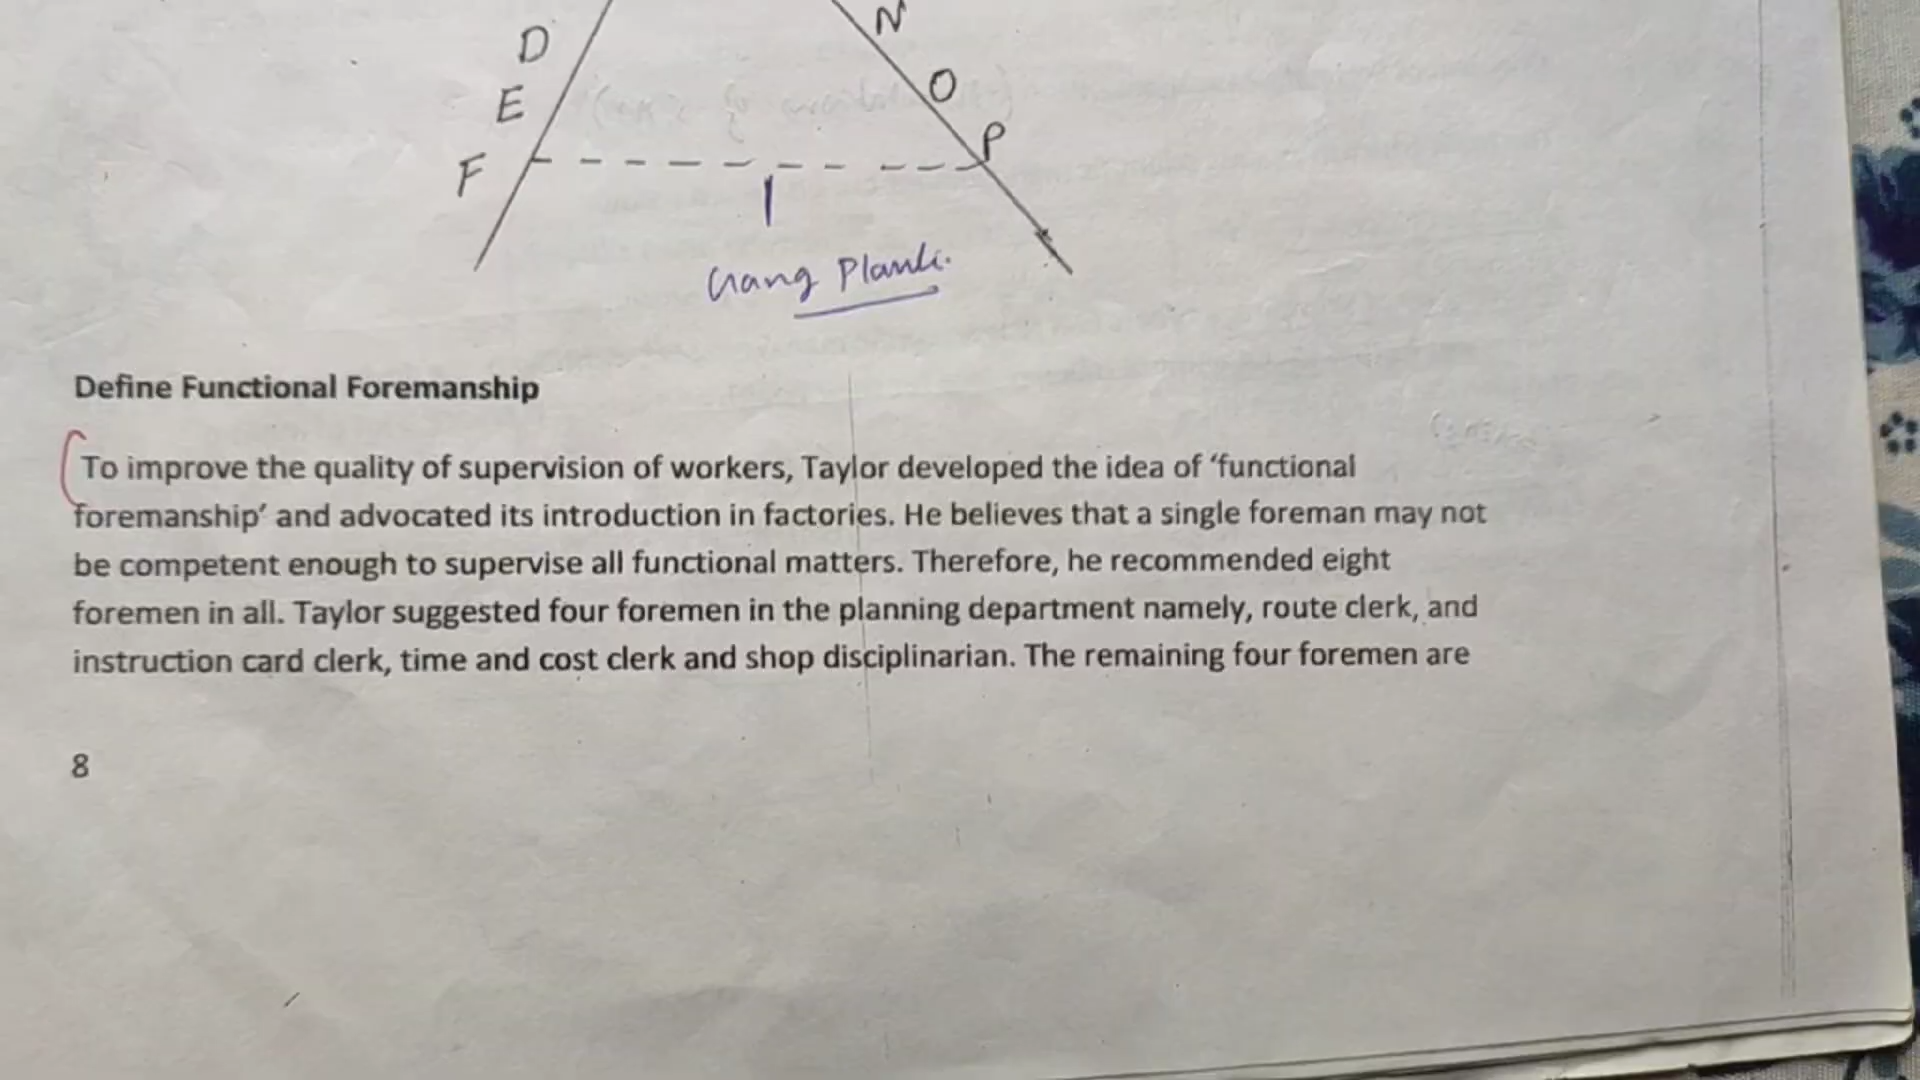 D
N
E
O
F
P
Gang Plank.
Define Functional Foremanship
To improve the quality of supervision of workers, Taylor developed the idea of ‘functional
foremanship’ and advocated its introduction in factories. He believes that a single foreman may not
be competent enough to supervise all functional matters. Therefore, he recommended eight
foremen in all. Taylor suggested four foremen in the planning department namely, route clerk, and
instruction card clerk, time and cost clerk and shop disciplinarian. The remaining four foremen are
8